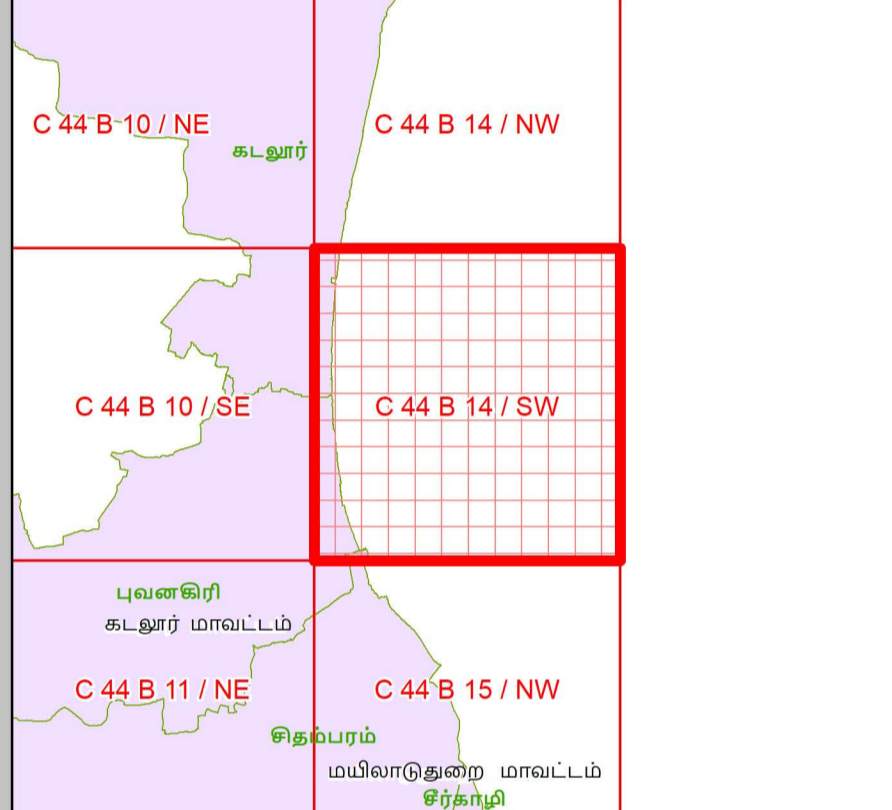 C 44 B 10 / NE
C 44 B 14 / NW
கடலூர்
C 44 B 10 / SE
C 44 B 14 / SW
புவனகிரி
கடலூர் மாவட்டம்
C 44 B 11 / NE
C 44 B 15 / NW
சிதம்பரம்
மயிலாடுதுறை மாவட்டம்
சீர்காழி